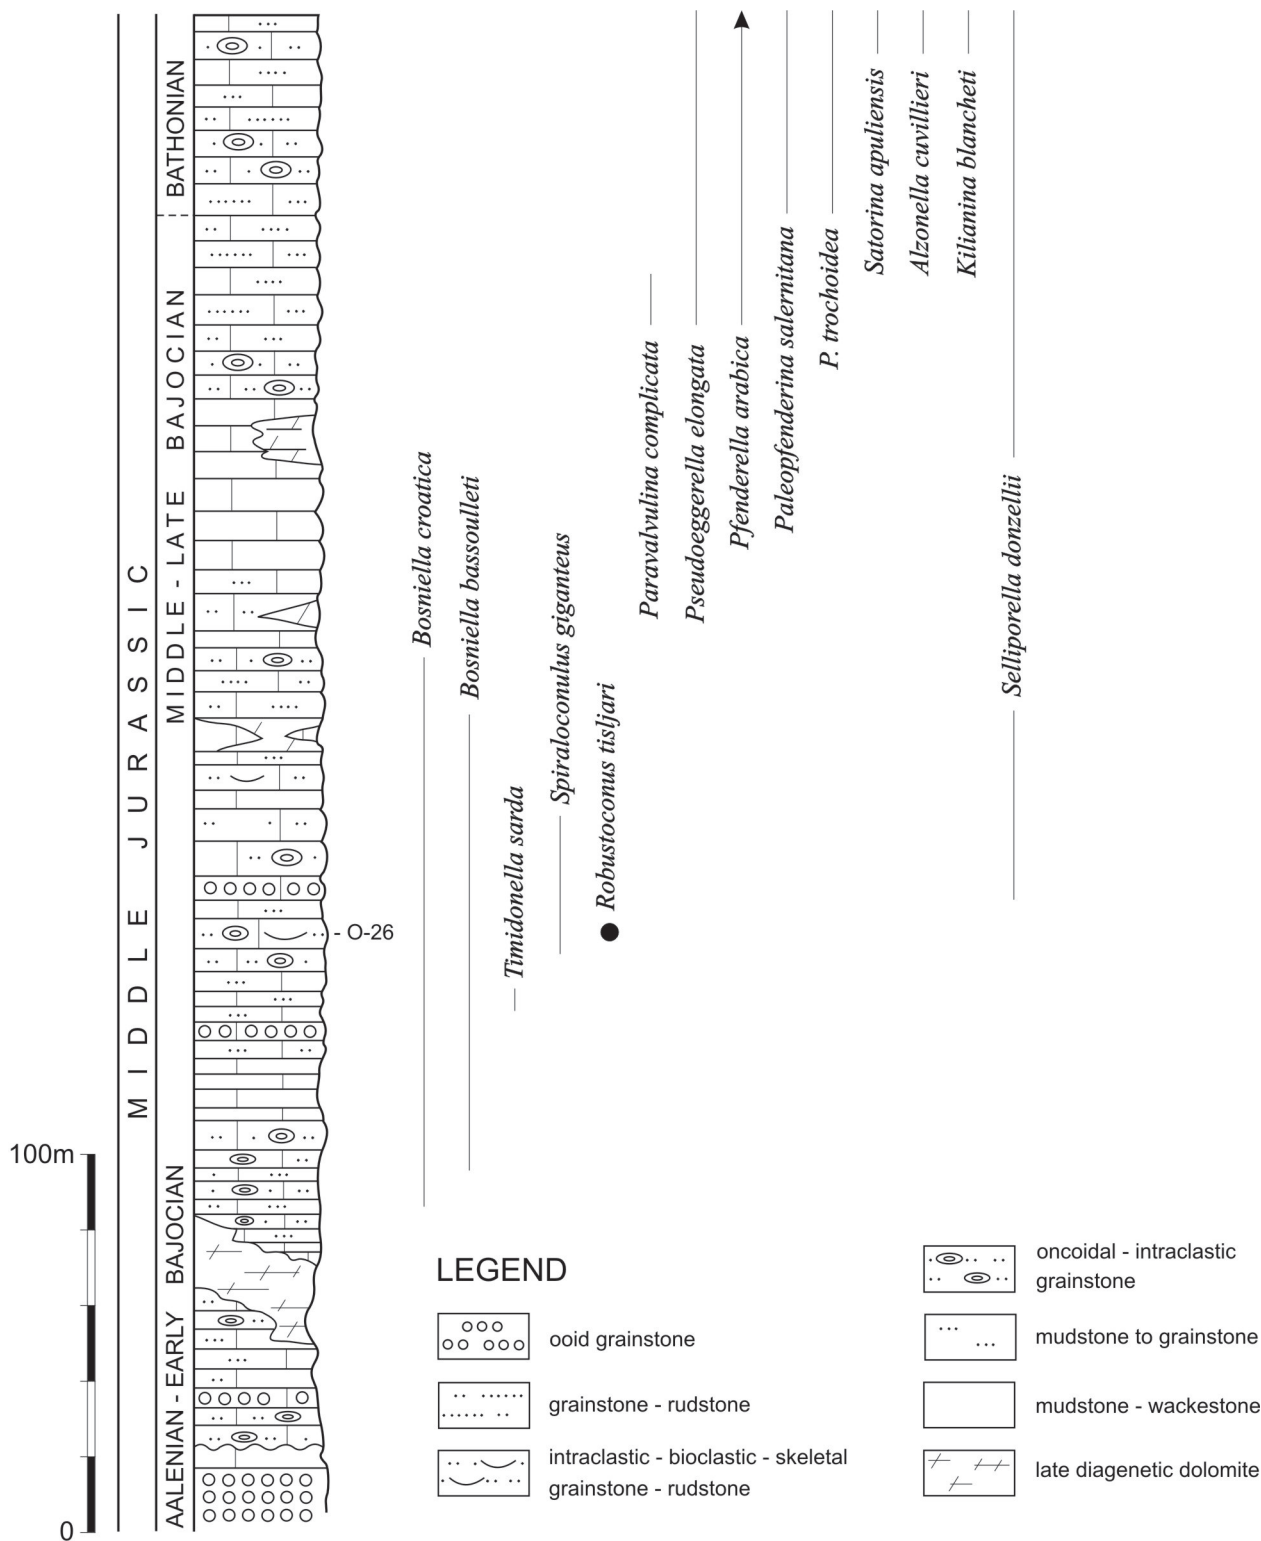 BATHONIAN
MIDDLE - LATE BAJOCIAN
AALENIAN - EARLY BAJOCIAN
MIDDLE JURASSIC
Bosniella croatica
Bosniella bassoulleti
Timidonella sarda
Spiraloconulus giganteus
Robustoconus tisljari
Paravalvulina complicata
Pseudoeggerella elongata
Pfenderella arabica
Paleopfenderina salernitana
P. trochoidea
Satorina apuliensis
Alzonella cuvillieri
Kilianina blancheti
Selliporella donzellii
- O-26
100m
0
LEGEND
ooid grainstone
grainstone - rudstone
intraclastic - bioclastic - skeletal
grainstone - rudstone
oncoidal - intraclastic
grainstone
mudstone to grainstone
mudstone - wackestone
late diagenetic dolomite